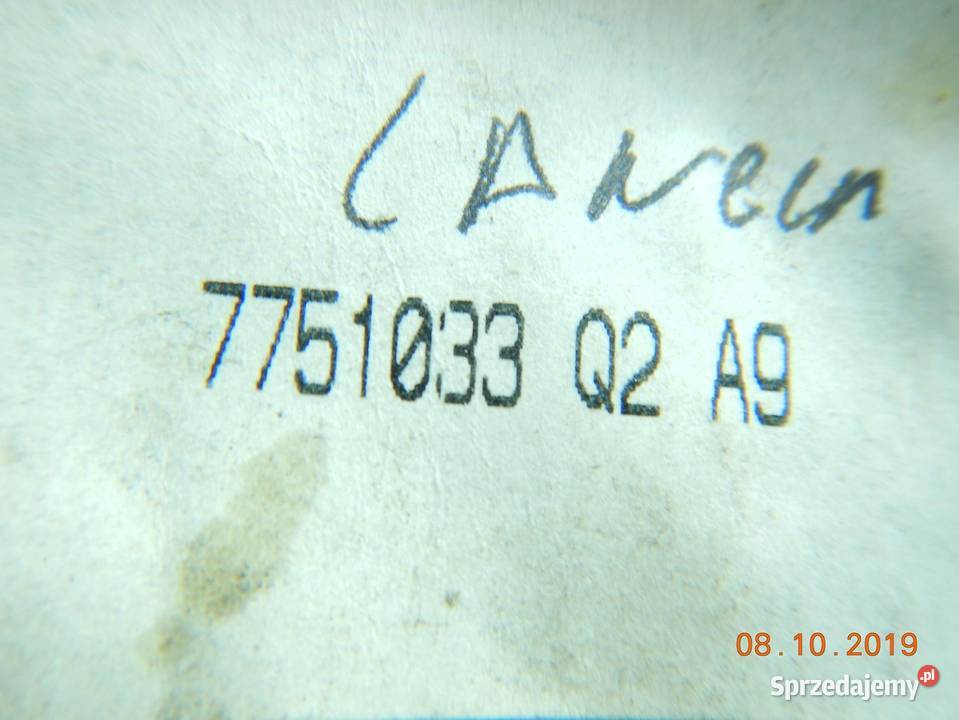 7751033 Q2 A9
08.10.2019
Sprzedajemy.pl